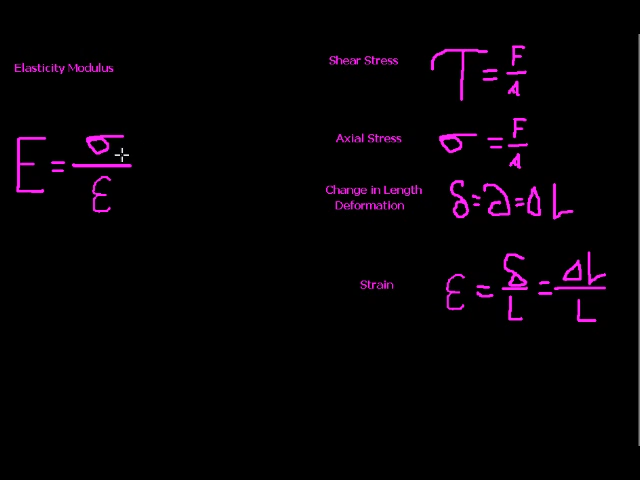 Elasticity Modulus
E = σ / ε
Shear Stress
τ = F / A
Axial Stress
σ = F / A
Change in Length
Deformation
δ = ∂ = ΔL
Strain
ε = δ / L = ΔL / L